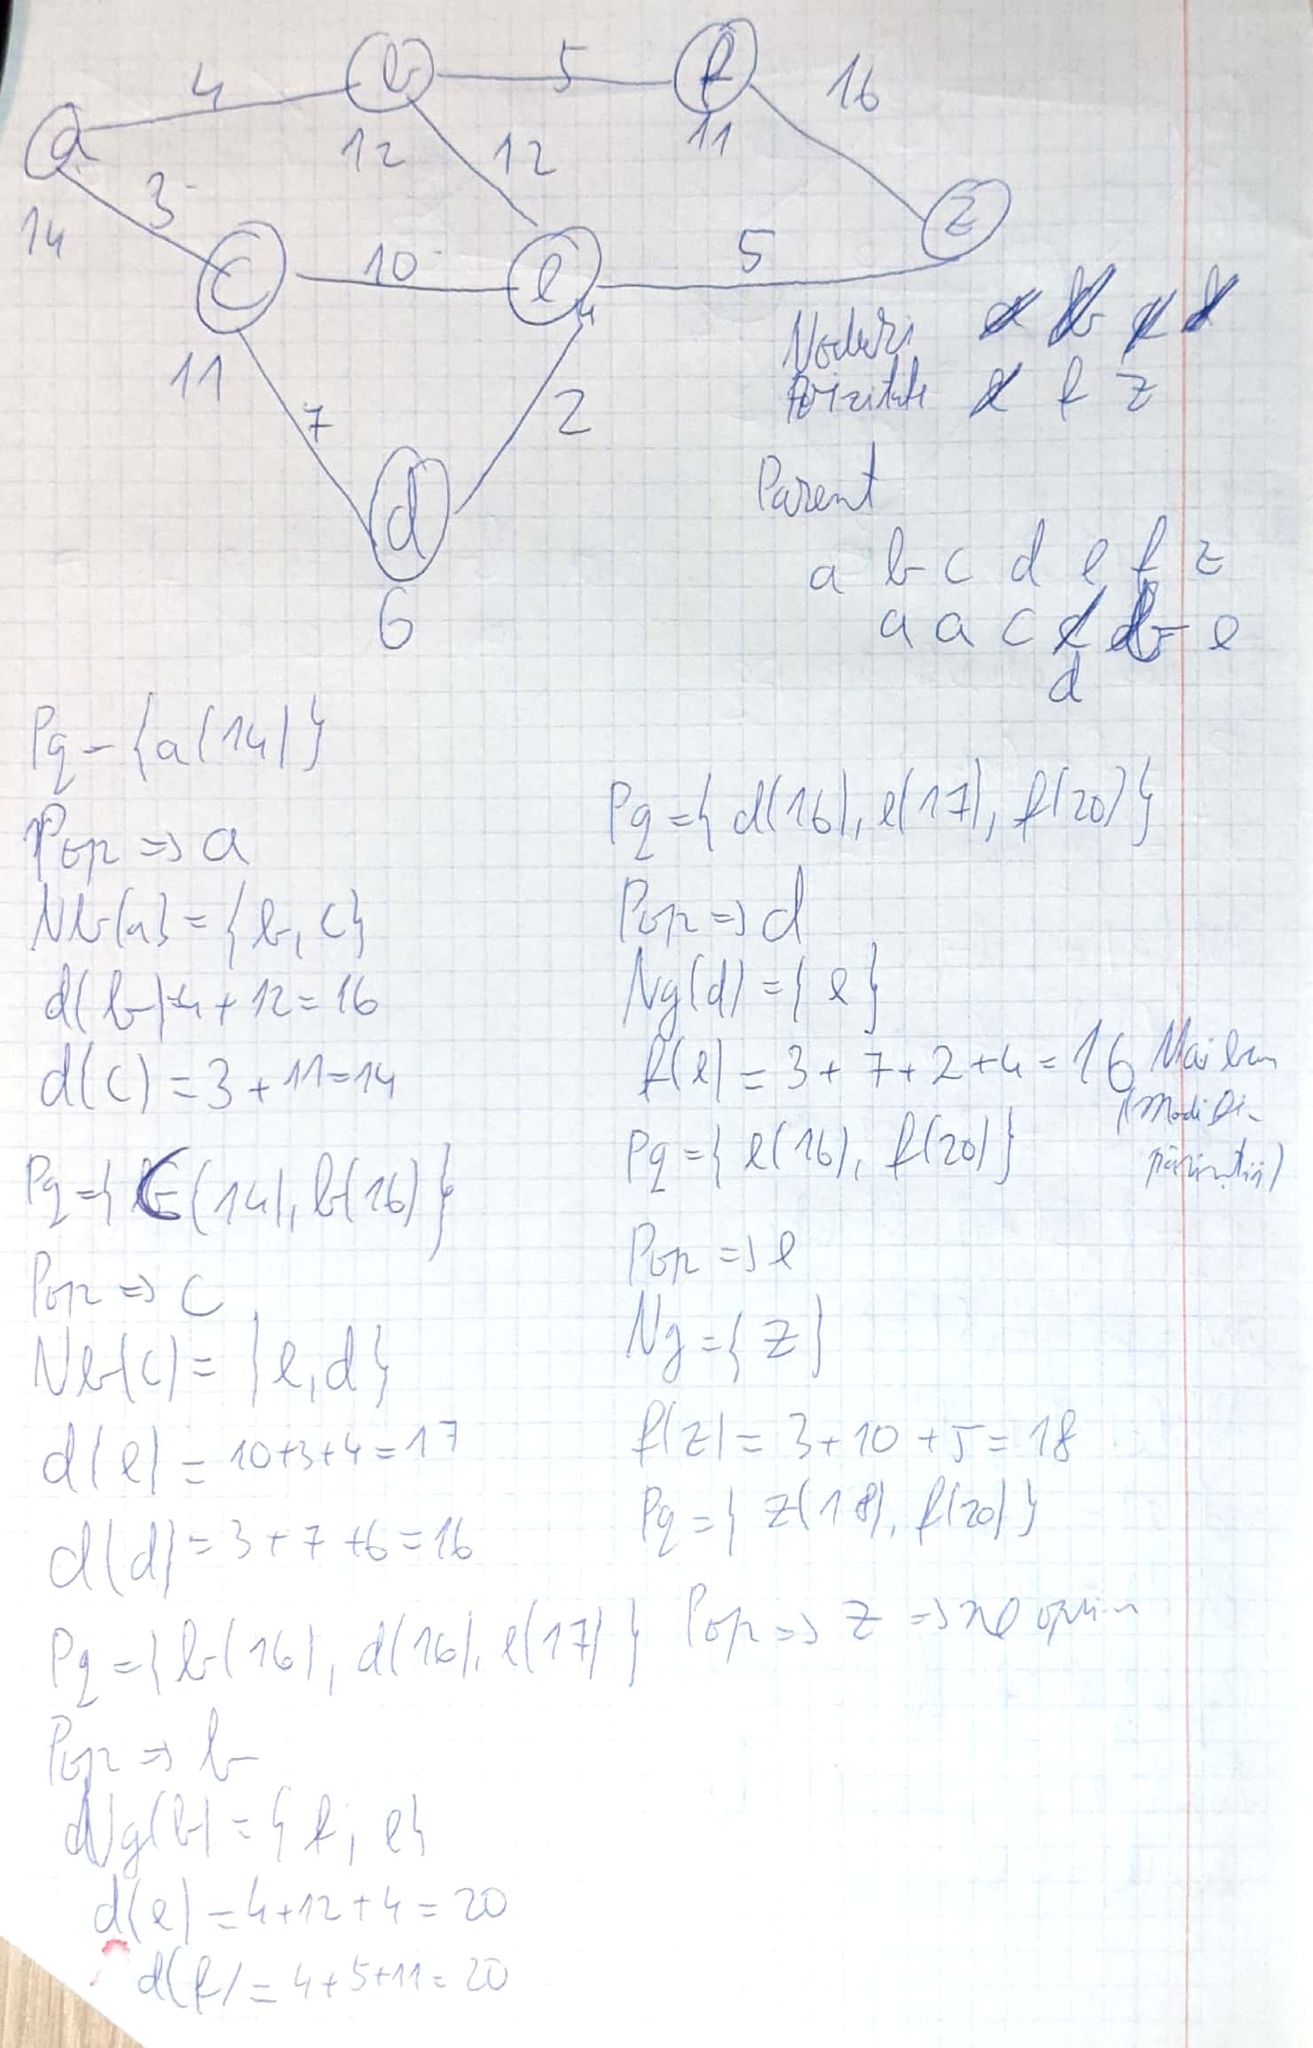 4
b
5
f
16
a
12
12
11
3
14
z
c
10
e
5
4
11
7
2
d
6
Noduri a b c d
Vizitate e f z
Parent
a b c d e f z
a a c c b e
d
Pq = {a(14)}
Pop => a
Nb(a) = {b, c}
d(b) = 4 + 12 = 16
d(c) = 3 + 11 = 14
Pq = {c(14), b(16)}
Pop => c
Nb(c) = {e, d}
d(e) = 10+3+4 = 17
d(d) = 3 + 7 + 6 = 16
Pq = {b(16), d(16), e(17)}
Pop => b
Ng(b) = {f, e}
d(e) = 4+12+4 = 20
d(f) = 4+5+11 = 20
Pq = {d(16), e(17), f(20)}
Pop => d
Ng(d) = {e}
f(e) = 3 + 7 + 2 + 4 = 16 Mai bun
(modific
părintii)
Pq = {e(16), f(20)}
Pop => e
Ng = {z}
f(z) = 3 + 10 + 5 = 18
Pq = {z(18), f(20)}
Pop => z =>